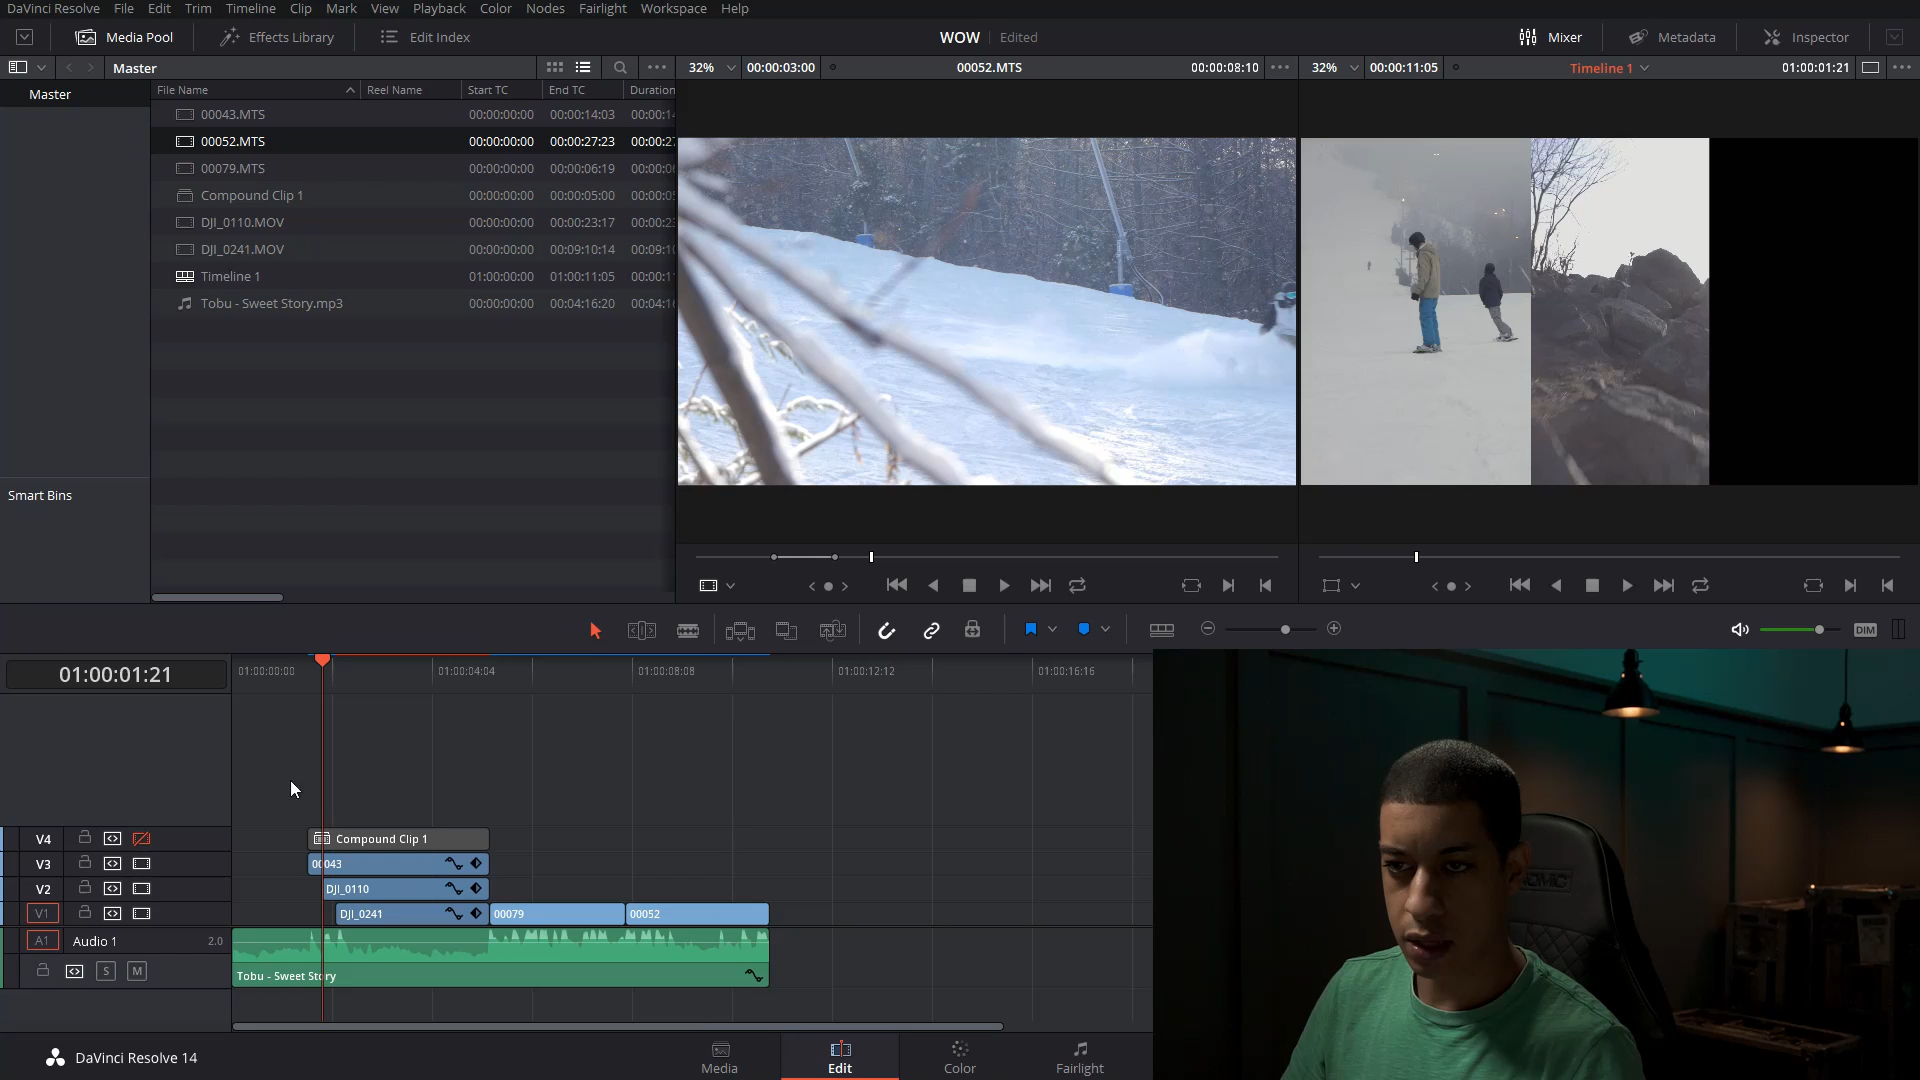 DaVinci Resolve File Edit Trim Timeline Clip Mark View Playback Color Nodes Fairlight Workspace Help
Media Pool Effects Library Edit Index WOW Edited Mixer Metadata Inspector
Master 32% 00:00:03:00 00052.MTS 00:00:08:10 32% 00:00:11:05 Timeline 1 01:00:01:21
Master
File Name Reel Name Start TC End TC Duration
00043.MTS 00:00:00:00 00:00:14:03 00:00:14
00052.MTS 00:00:00:00 00:00:27:23 00:00:27
00079.MTS 00:00:00:00 00:00:06:19 00:00:0
Compound Clip 1 00:00:00:00 00:00:05:00 00:00:0
DJI_0110.MOV 00:00:00:00 00:00:23:17 00:00:2
DJI_0241.MOV 00:00:00:00 00:09:10:14 00:09:1
Timeline 1 01:00:00:00 01:00:11:05 00:00:1
Tobu - Sweet Story.mp3 00:00:00:00 00:04:16:20 00:04:1
Smart Bins
DIM
01:00:01:21
01:00:00:00 01:00:04:04 01:00:08:08 01:00:12:12 01:00:16:16
V4 Compound Clip 1
V3 00043
V2 DJI_0110
V1 DJI_0241 00079 00052
A1 Audio 1 2.0
S M
Tobu - Sweet Story
DaVinci Resolve 14
Media Edit Color Fairlight